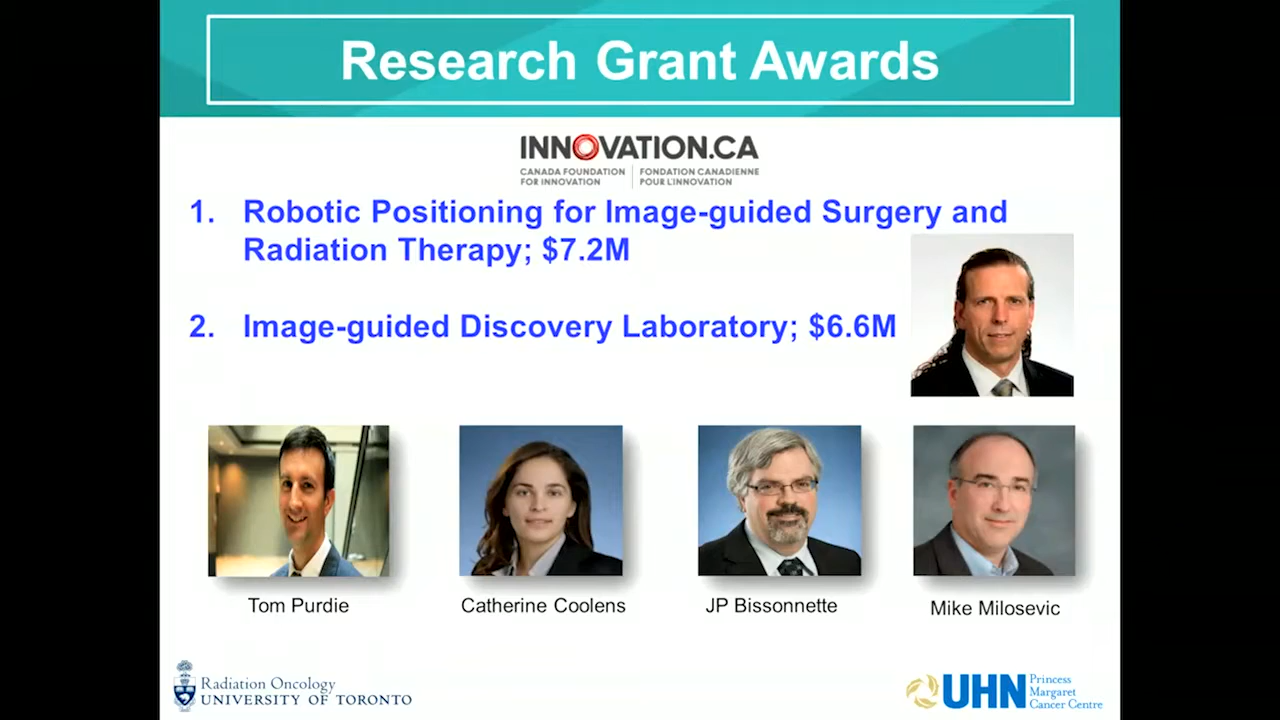 Research Grant Awards
INNOVATION.CA
CANADA FOUNDATION FOR INNOVATION
FONDATION CANADIENNE POUR L'INNOVATION
1. Robotic Positioning for Image-guided Surgery and
Radiation Therapy; $7.2M
2. Image-guided Discovery Laboratory; $6.6M
Tom Purdie
Catherine Coolens
JP Bissonnette
Mike Milosevic
Radiation Oncology
UNIVERSITY OF TORONTO
UHN
Princess
Margaret
Cancer Centre